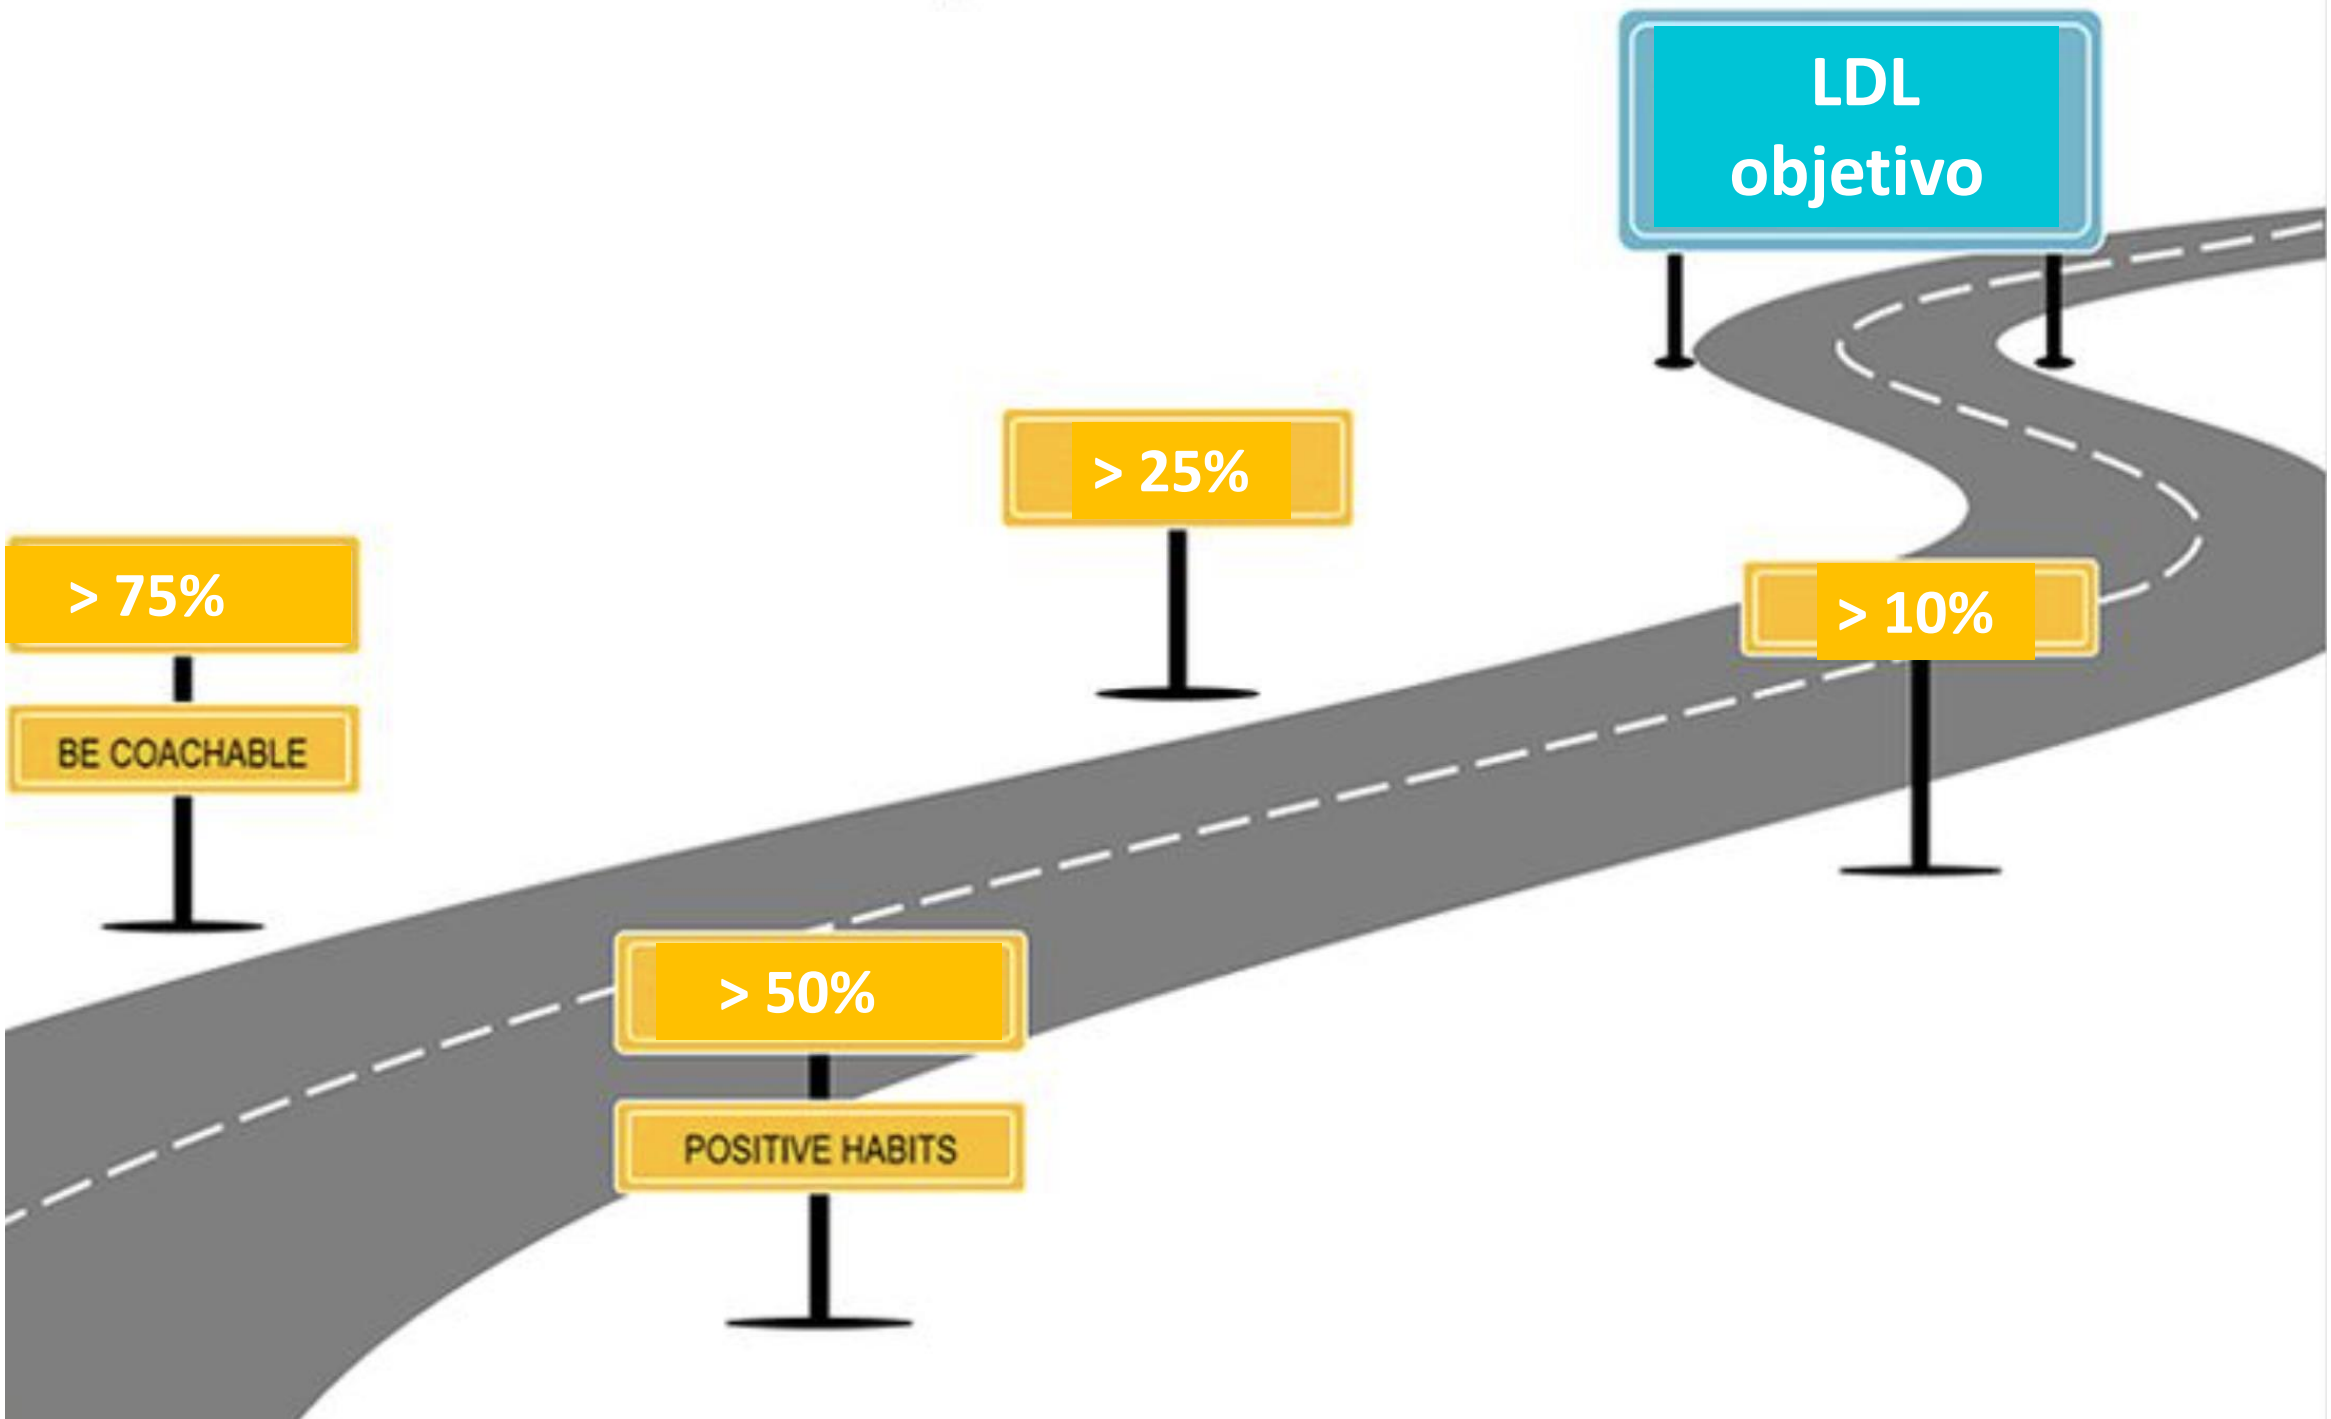 LDL
objetivo
> 25%
> 75%
> 10%
BE COACHABLE
> 50%
POSITIVE HABITS